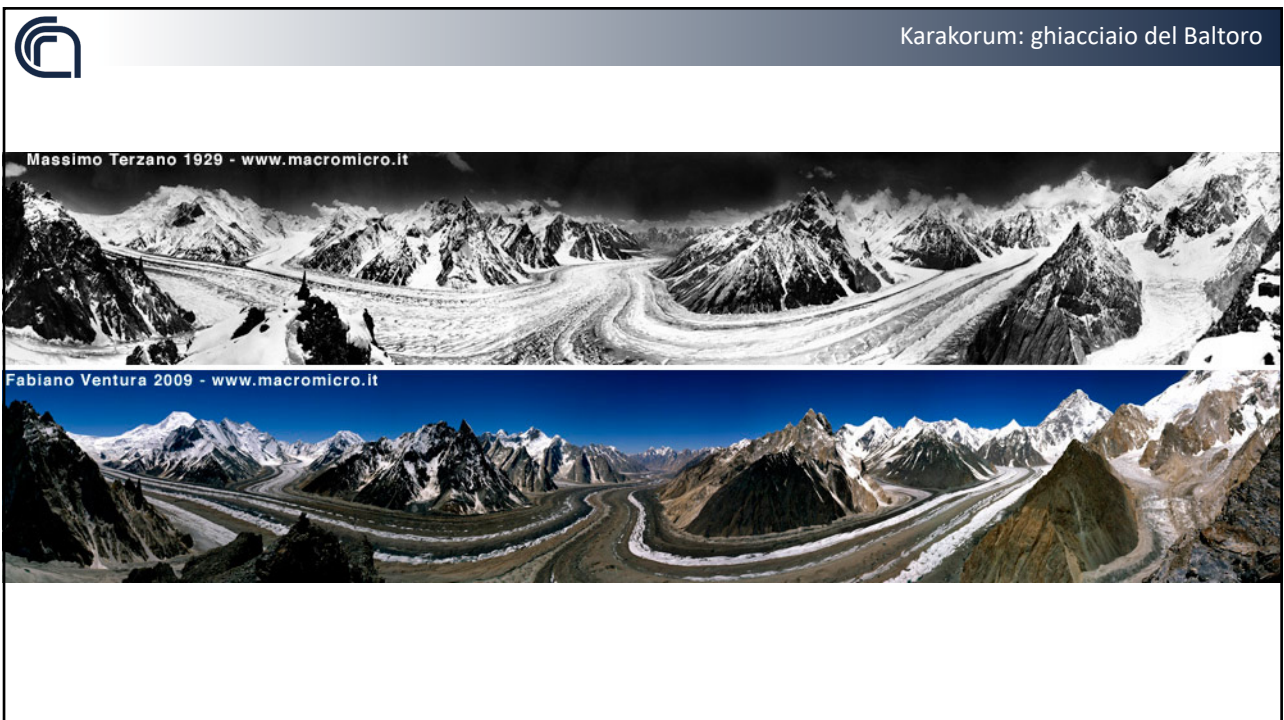 Karakorum: ghiacciaio del Baltoro
Massimo Terzano 1929 - www.macromicro.it
Fabiano Ventura 2009 - www.macromicro.it